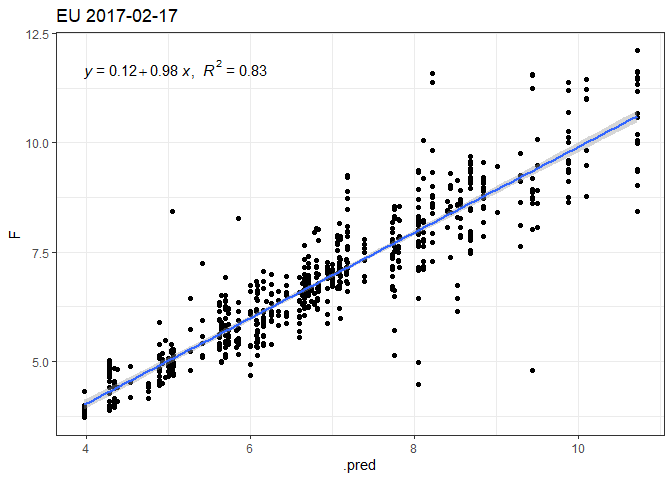 EU 2017-02-17
12.5
y = 0.12 + 0.98 x, R² = 0.83
10.0
F
7.5
5.0
4 6 8 10
.pred